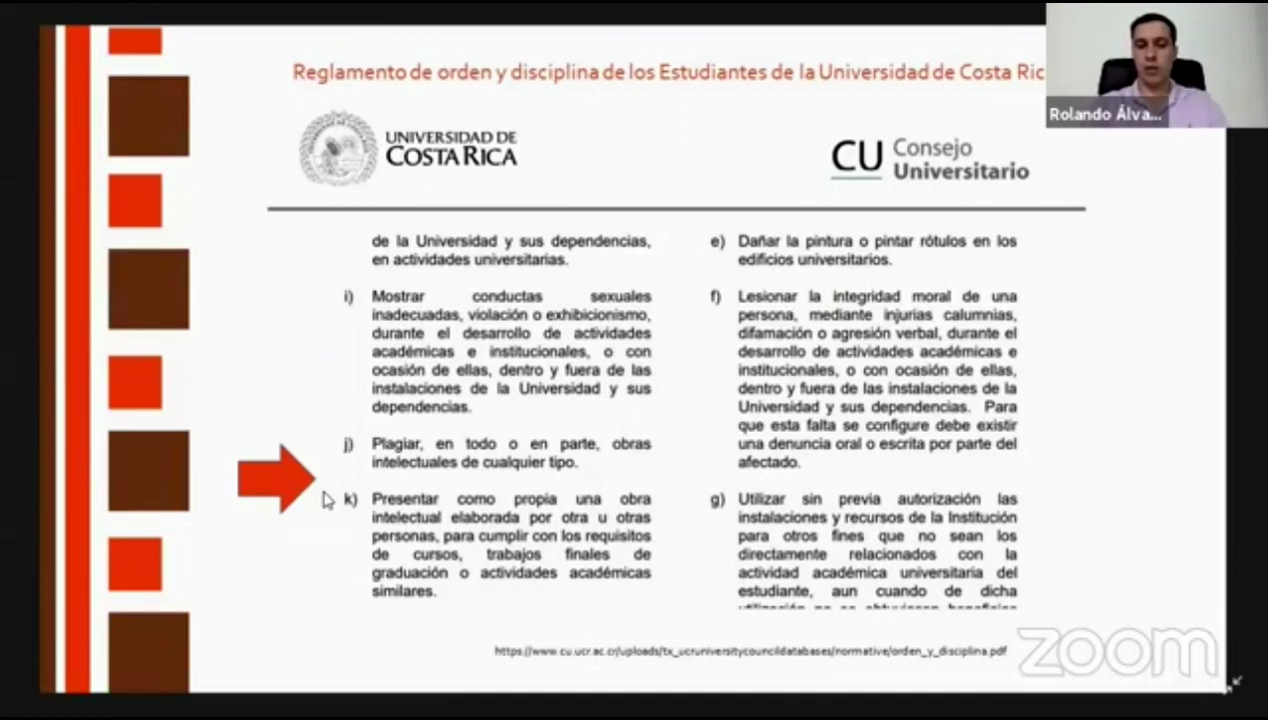 Reglamento de orden y disciplina de los Estudiantes de la Universidad de Costa Ric
Rolando Álva...
UNIVERSIDAD DE
COSTA RICA
CU Consejo
Universitario
de la Universidad y sus dependencias,
en actividades universitarias.
i) Mostrar conductas sexuales
inadecuadas, violación o exhibicionismo,
durante el desarrollo de actividades
académicas e institucionales, o con
ocasión de ellas, dentro y fuera de las
instalaciones de la Universidad y sus
dependencias.
j) Plagiar, en todo o en parte, obras
intelectuales de cualquier tipo.
k) Presentar como propia una obra
intelectual elaborada por otra u otras
personas, para cumplir con los requisitos
de cursos, trabajos finales de
graduación o actividades académicas
similares.
e) Dañar la pintura o pintar rótulos en los
edificios universitarios.
f) Lesionar la integridad moral de una
persona, mediante injurias calumnias,
difamación o agresión verbal, durante el
desarrollo de actividades académicas e
institucionales, o con ocasión de ellas,
dentro y fuera de las instalaciones de la
Universidad y sus dependencias. Para
que esta falta se configure debe existir
una denuncia oral o escrita por parte del
afectado.
g) Utilizar sin previa autorización las
instalaciones y recursos de la Institución
para otros fines que no sean los
directamente relacionados con la
actividad académica universitaria del
estudiante, aun cuando de dicha
https://www.cu.ucr.ac.cr/uploads/tx_ucruniversitycouncildatabases/normative/orden_y_disciplina.pdf
zoom